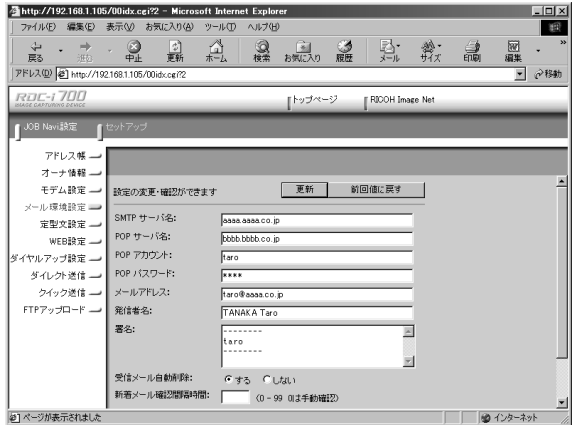 http://192.168.1.105/00idx.cgi?2 - Microsoft Internet Explorer
ファイル(F) 編集(E) 表示(V) お気に入り(A) ツール(T) ヘルプ(H)
戻る 進む 中止 更新 ホーム 検索 お気に入り 履歴 メール サイズ 印刷 編集 »
アドレス(D) http://192.168.1.105/00idx.cgi?2 移動
RDC-i700
IMAGE CAPTURING DEVICE
トップページ RICOH Image Net
JOB Navi設定 セットアップ
アドレス帳
オーナ情報
モデム設定
メール環境設定
定型文設定
WEB設定
ダイヤルアップ設定
ダイレクト送信
クイック送信
FTPアップロード
設定の変更・確認ができます 更新 前回値に戻す
SMTP サーバ名: aaaa.aaaa.co.jp
POP サーバ名: bbbb.bbbb.co.jp
POP アカウント: taro
POP パスワード: ****
メールアドレス: taro@aaaa.co.jp
発信者名: TANAKA Taro
署名: --------
taro
--------
受信メール自動削除: する しない
新着メール確認間隔時間: (0 - 99 0は手動確認)
ページが表示されました インターネット